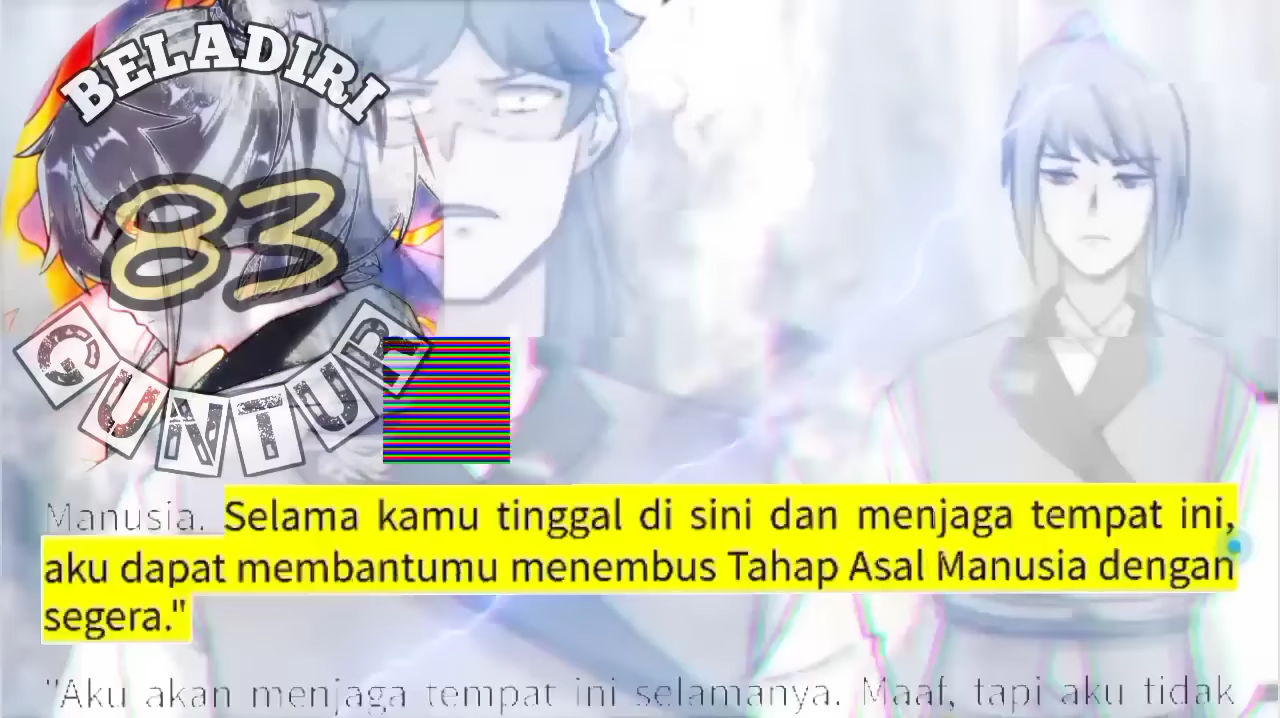 BELADIRI
83
GUNTUR
Manusia. Selama kamu tinggal di sini dan menjaga tempat ini,
aku dapat membantumu menembus Tahap Asal Manusia dengan
segera."
"Aku akan menjaga tempat ini selamanya. Maaf, tapi aku tidak